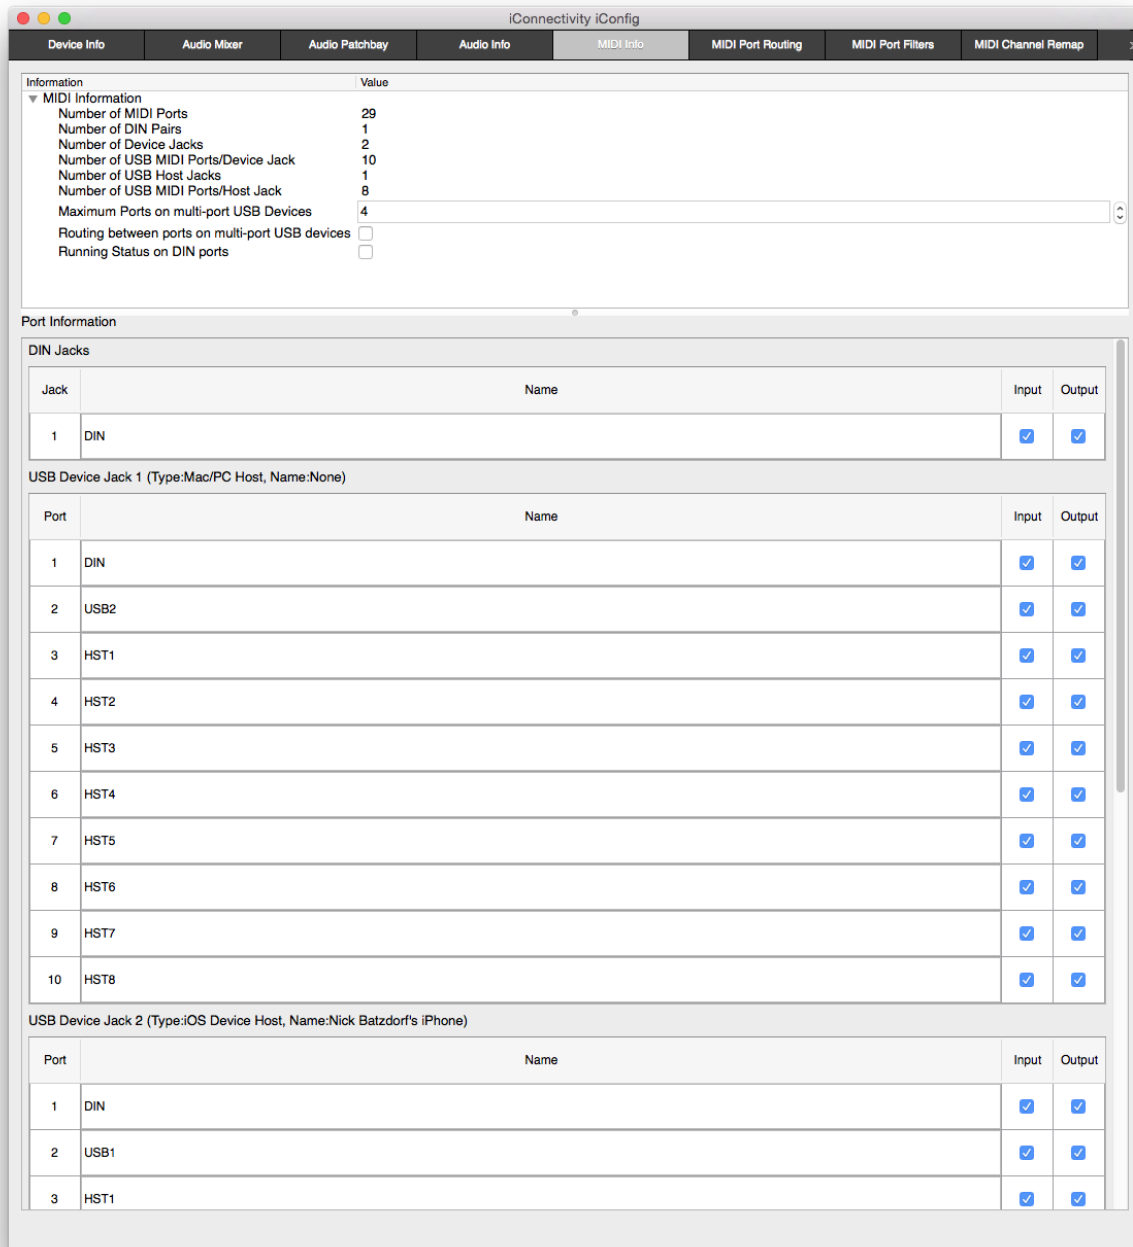 iConnectivity iConfig
Device Info Audio Mixer Audio Patchbay Audio Info MIDI Info MIDI Port Routing MIDI Port Filters MIDI Channel Remap
Information Value
MIDI Information
Number of MIDI Ports 29
Number of DIN Pairs 1
Number of Device Jacks 2
Number of USB MIDI Ports/Device Jack 10
Number of USB Host Jacks 1
Number of USB MIDI Ports/Host Jack 8
Maximum Ports on multi-port USB Devices 4
Routing between ports on multi-port USB devices
Running Status on DIN ports
Port Information
DIN Jacks
Jack Name Input Output
1 DIN
USB Device Jack 1 (Type:Mac/PC Host, Name:None)
Port Name Input Output
1 DIN
2 USB2
3 HST1
4 HST2
5 HST3
6 HST4
7 HST5
8 HST6
9 HST7
10 HST8
USB Device Jack 2 (Type:iOS Device Host, Name:Nick Batzdorf's iPhone)
Port Name Input Output
1 DIN
2 USB1
3 HST1